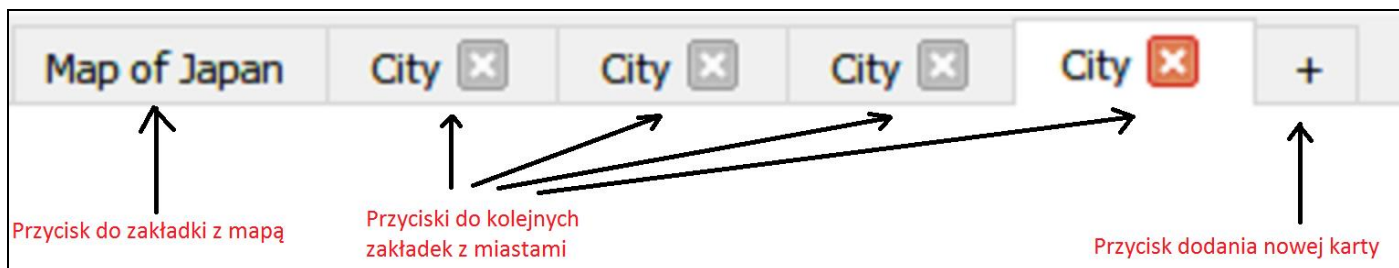 Map of Japan City City City City +
Przycisk do zakładki z mapą
Przyciski do kolejnych
zakładek z miastami
Przycisk dodania nowej karty